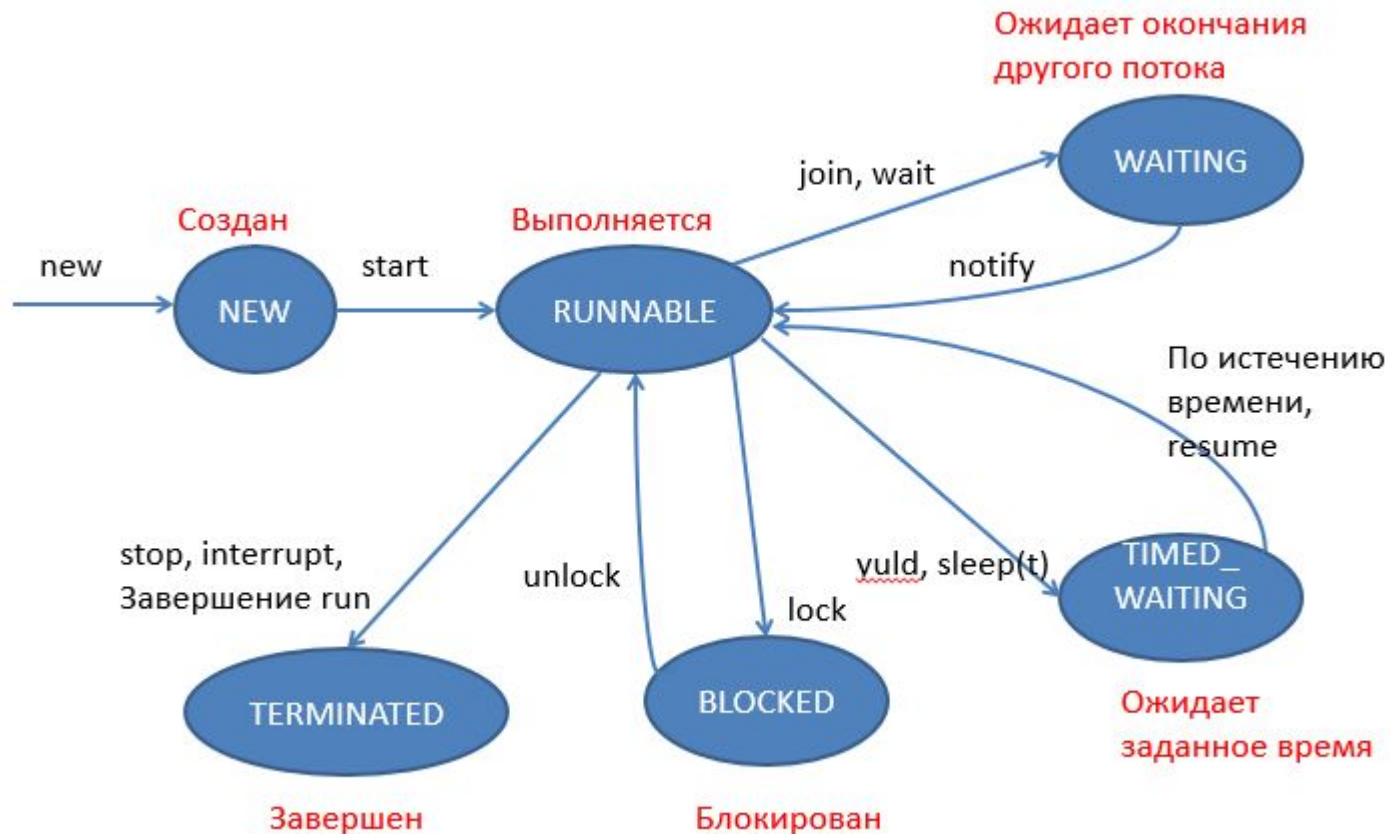 Ожидает окончания
другого потока
WAITING
join, wait
Создан
Выполняется
new
start
notify
NEW
RUNNABLE
По истечению
времени,
resume
stop, interrupt,
Завершение run
unlock
yuld, sleep(t)
lock
TIMED_
WAITING
TERMINATED
BLOCKED
Ожидает
заданное время
Завершен
Блокирован